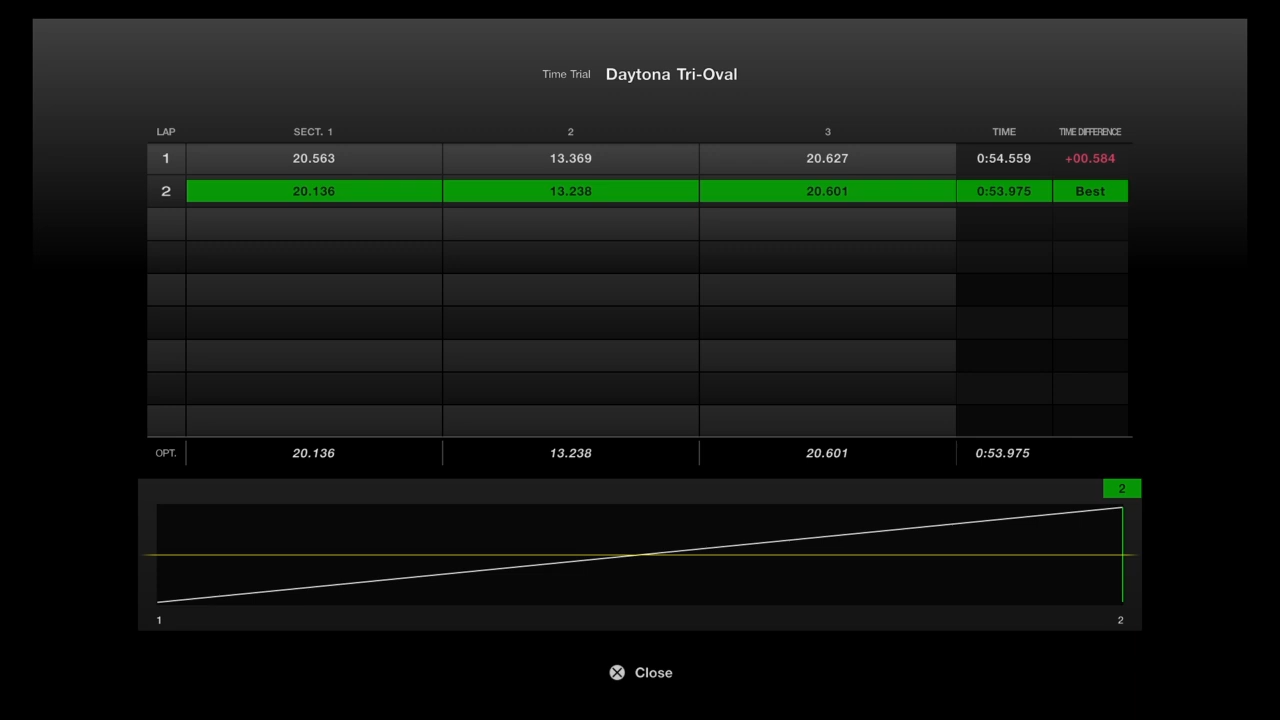 Time Trial Daytona Tri-Oval
LAP SECT. 1 2 3 TIME TIME DIFFERENCE
1 20.563 13.369 20.627 0:54.559 +00.584
2 20.136 13.238 20.601 0:53.975 Best
OPT. 20.136 13.238 20.601 0:53.975
2
1 2
Close